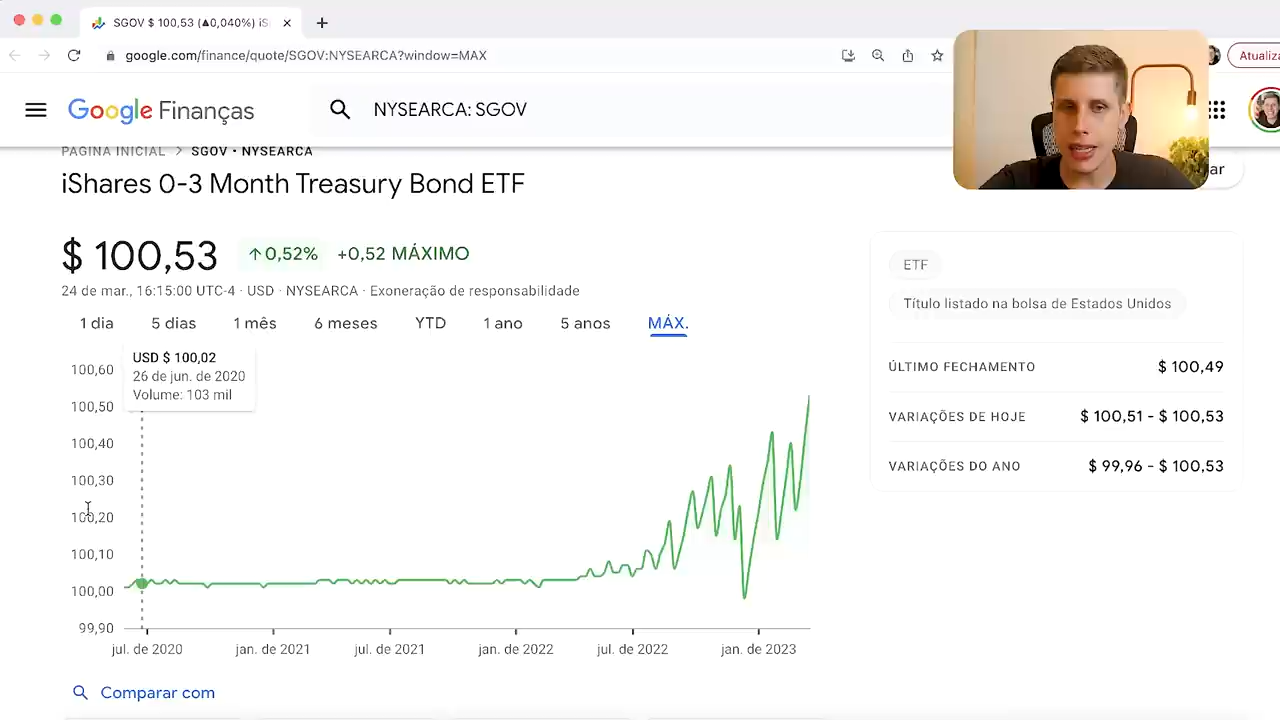 SGOV $ 100,53 (▲0,040%) iS
google.com/finance/quote/SGOV:NYSEARCA?window=MAX
Atualiza
Google Finanças
NYSEARCA: SGOV
PÁGINA INICIAL > SGOV • NYSEARCA
iShares 0-3 Month Treasury Bond ETF
$ 100,53 ↑0,52% +0,52 MÁXIMO
24 de mar., 16:15:00 UTC-4 · USD · NYSEARCA · Exoneração de responsabilidade
1 dia 5 dias 1 mês 6 meses YTD 1 ano 5 anos MÁX.
USD $ 100,02
26 de jun. de 2020
Volume: 103 mil
100,60
100,50
100,40
100,30
100,20
100,10
100,00
99,90
jul. de 2020 jan. de 2021 jul. de 2021 jan. de 2022 jul. de 2022 jan. de 2023
Comparar com
ETF
Título listado na bolsa de Estados Unidos
ÚLTIMO FECHAMENTO $ 100,49
VARIAÇÕES DE HOJE $ 100,51 - $ 100,53
VARIAÇÕES DO ANO $ 99,96 - $ 100,53